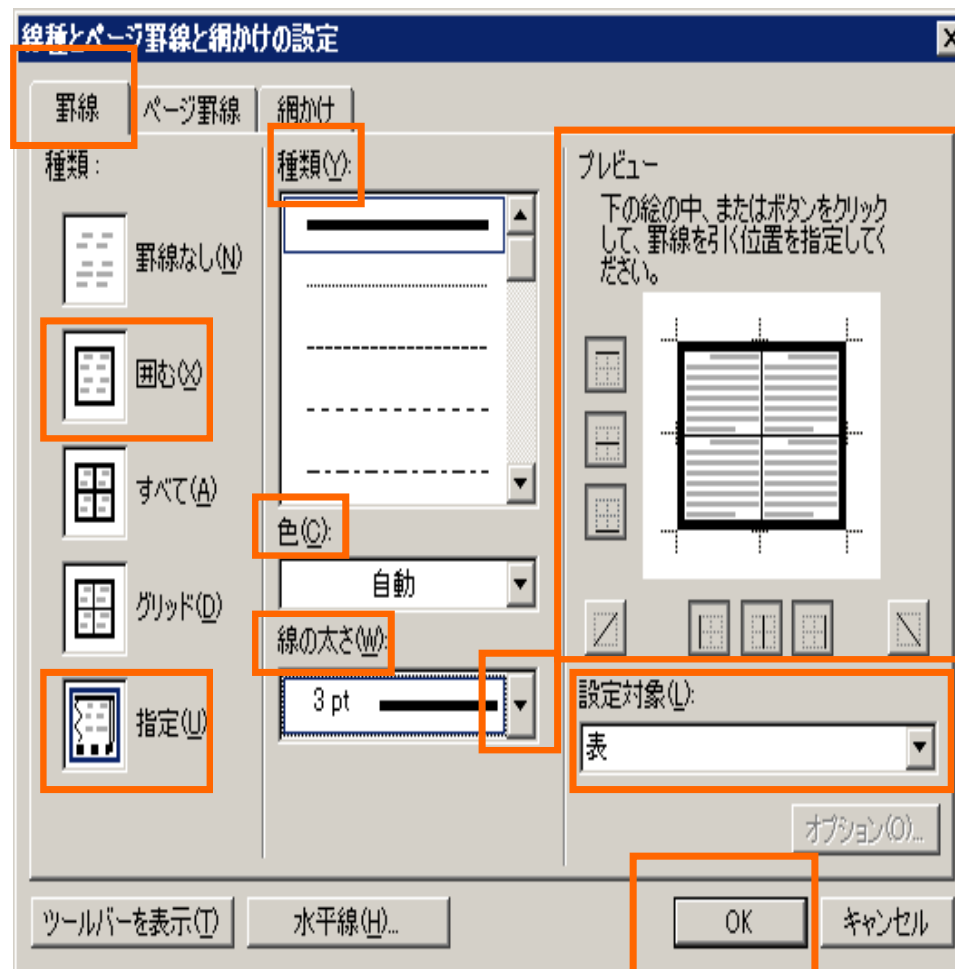 線種とページ罫線と網かけの設定
罫線
ページ罫線
網かけ
種類:
罫線なし(N)
囲む(X)
すべて(A)
グリッド(D)
指定(U)
種類(Y):
色(C):
自動
線の太さ(W):
3 pt
プレビュー
下の絵の中、またはボタンをクリック
して、罫線を引く位置を指定してく
ださい。
設定対象(L):
表
オプション(O)...
ツールバーを表示(T)
水平線(H)...
OK
キャンセル